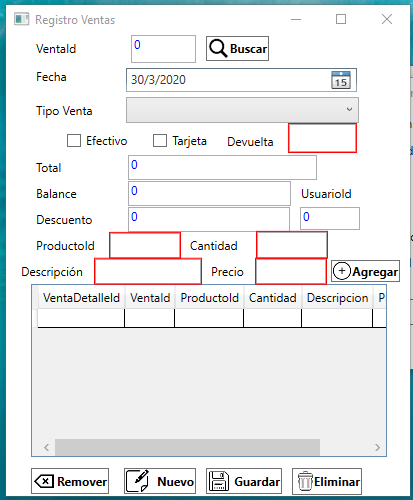 Registro Ventas
VentaId 0 Buscar
Fecha 30/3/2020 15
Tipo Venta
Efectivo Tarjeta Devuelta
Total 0
Balance 0 UsuarioId
Descuento 0 0
ProductoId Cantidad
Descripción Precio Agregar
VentaDetalleId VentaId ProductoId Cantidad Descripcion P
Remover Nuevo Guardar Eliminar